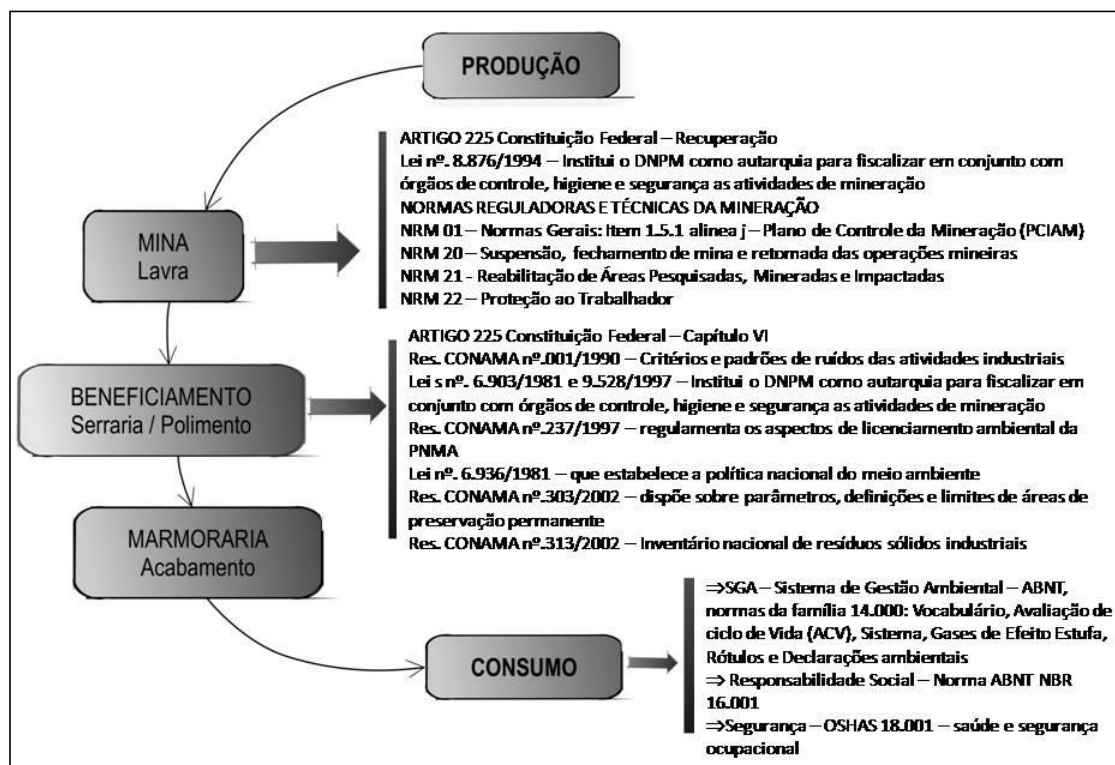 PRODUÇÃO
ARTIGO 225 Constituição Federal – Recuperação
Lei nº. 8.876/1994 – Institui o DNPM como autarquia para fiscalizar em conjunto com
órgãos de controle, higiene e segurança as atividades de mineração
NORMAS REGULADORAS E TÉCNICAS DA MINERAÇÃO
NRM 01 – Normas Gerais: Item 1.5.1 alinea j – Plano de Controle da Mineração (PCIAM)
NRM 20 – Suspensão, fechamento de mina e retomada das operações mineiras
NRM 21 - Reabilitação de Áreas Pesquisadas, Mineradas e Impactadas
NRM 22 – Proteção ao Trabalhador
MINA
Lavra
ARTIGO 225 Constituição Federal – Capítulo VI
Res. CONAMA nº.001/1990 – Critérios e padrões de ruídos das atividades industriais
Lei s nº. 6.903/1981 e 9.528/1997 – Institui o DNPM como autarquia para fiscalizar em
conjunto com órgãos de controle, higiene e segurança as atividades de mineração
Res. CONAMA nº.237/1997 – regulamenta os aspectos de licenciamento ambiental da
PNMA
Lei nº. 6.936/1981 – que estabelece a política nacional do meio ambiente
Res. CONAMA nº.303/2002 – dispõe sobre parâmetros, definições e limites de áreas de
preservação permanente
Res. CONAMA nº.313/2002 – Inventário nacional de resíduos sólidos industriais
BENEFICIAMENTO
Serraria / Polimento
MARMORARIA
Acabamento
CONSUMO
⇒SGA – Sistema de Gestão Ambiental – ABNT,
normas da família 14.000: Vocabulário, Avaliação de
ciclo de Vida (ACV), Sistema, Gases de Efeito Estufa,
Rótulos e Declarações ambientais
⇒ Responsabilidade Social – Norma ABNT NBR
16.001
⇒Segurança – OSHAS 18.001 – saúde e segurança
ocupacional